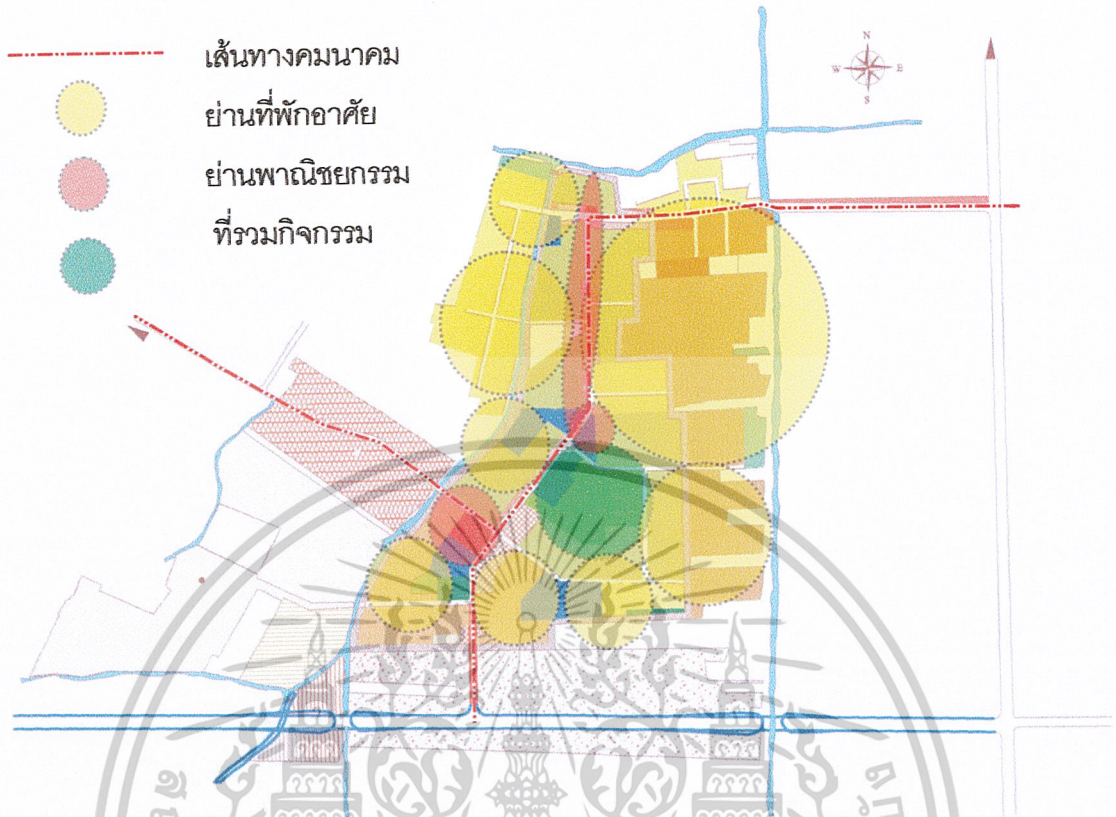 เส้นทางคมนาคม
ย่านที่พักอาศัย
ย่านพาณิชยกรรม
ที่รวมกิจกรรม
N
W E
S